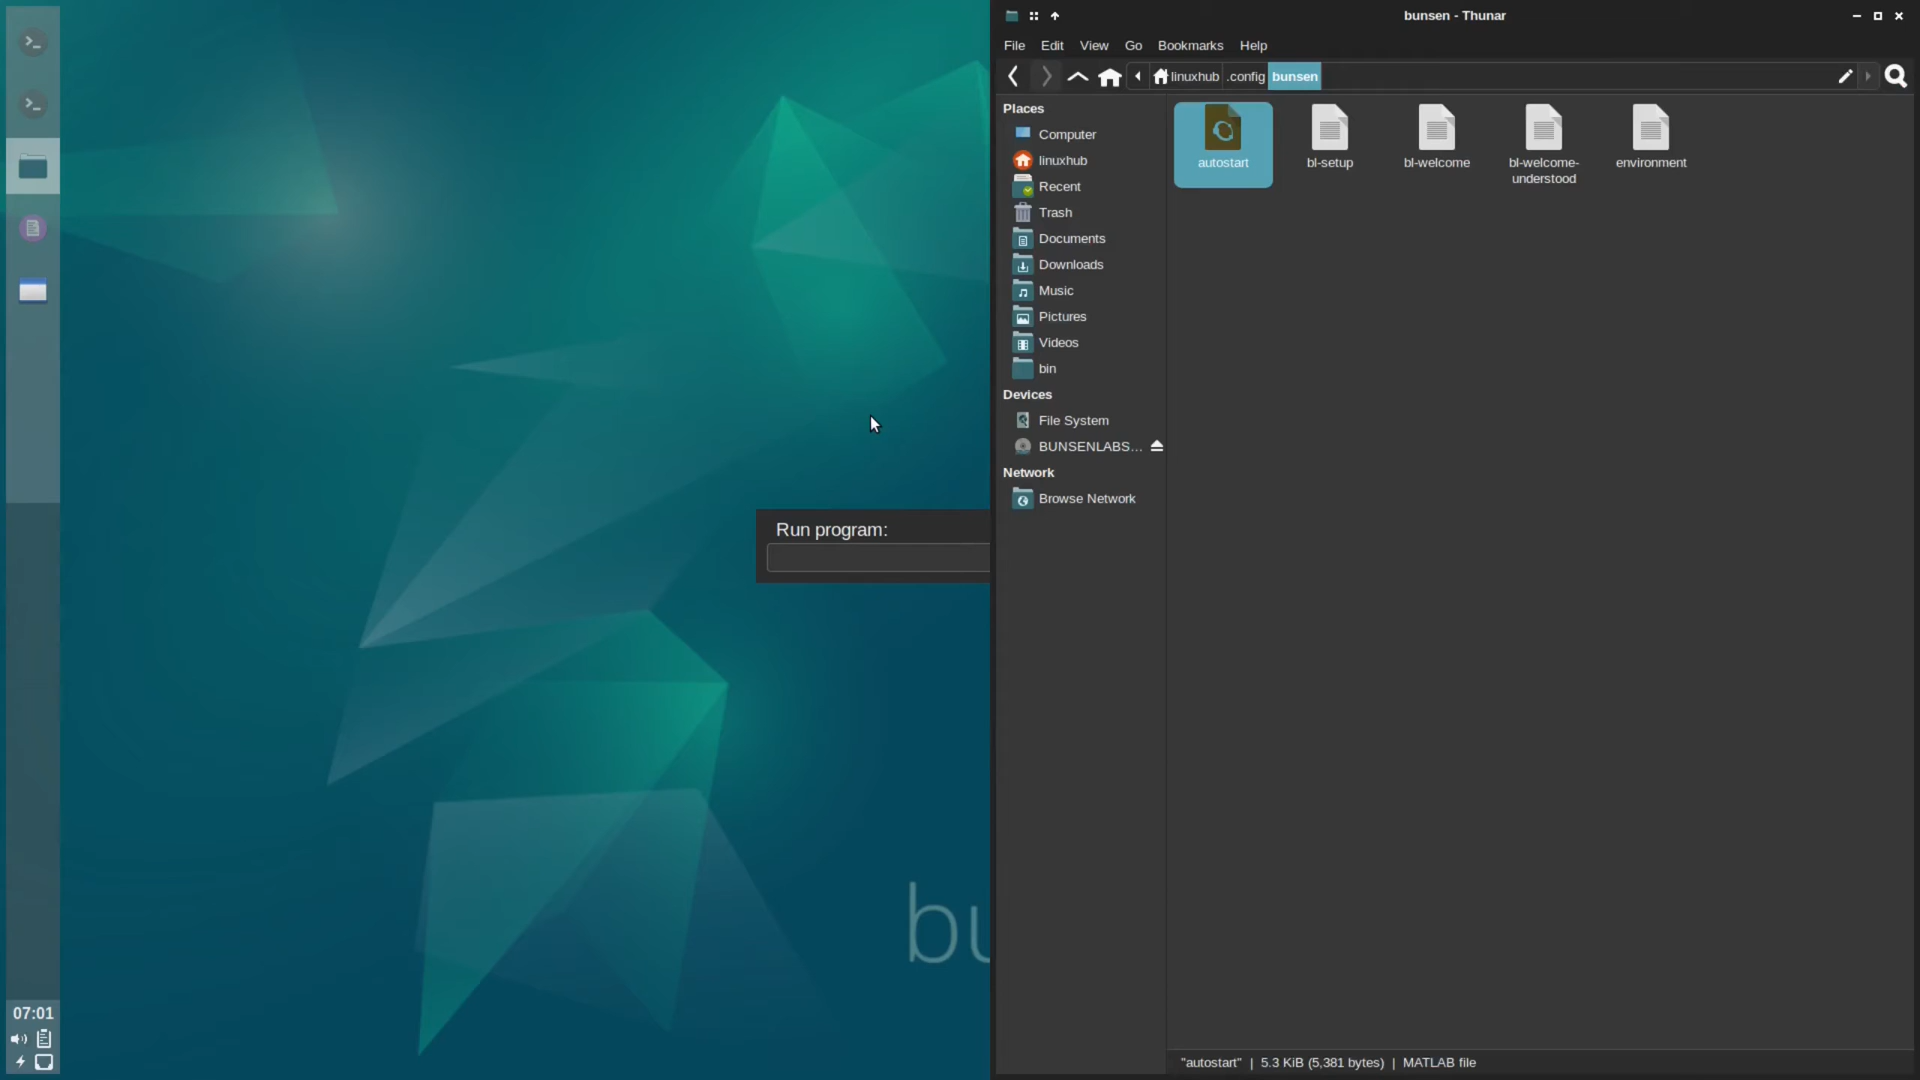 bunsen - Thunar
File Edit View Go Bookmarks Help
linuxhub .config bunsen
Places
Computer
linuxhub
Recent
Trash
Documents
Downloads
Music
Pictures
Videos
bin
Devices
File System
BUNSENLABS...
Network
Browse Network
autostart
bl-setup
bl-welcome
bl-welcome-
understood
environment
Run program:
bu
07:01
"autostart" | 5.3 KiB (5,381 bytes) | MATLAB file